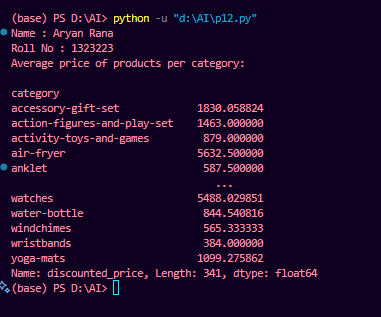 (base) PS D:\AI> python -u "d:\AI\p12.py"
Name : Aryan Rana
Roll No : 1323223
Average price of products per category:
category
accessory-gift-set 1830.058824
action-figures-and-play-set 1463.000000
activity-toys-and-games 879.000000
air-fryer 5632.500000
anklet 587.500000
...
watches 5488.029851
water-bottle 844.540816
windchimes 565.333333
wristbands 384.000000
yoga-mats 1099.275862
Name: discounted_price, Length: 341, dtype: float64
(base) PS D:\AI>